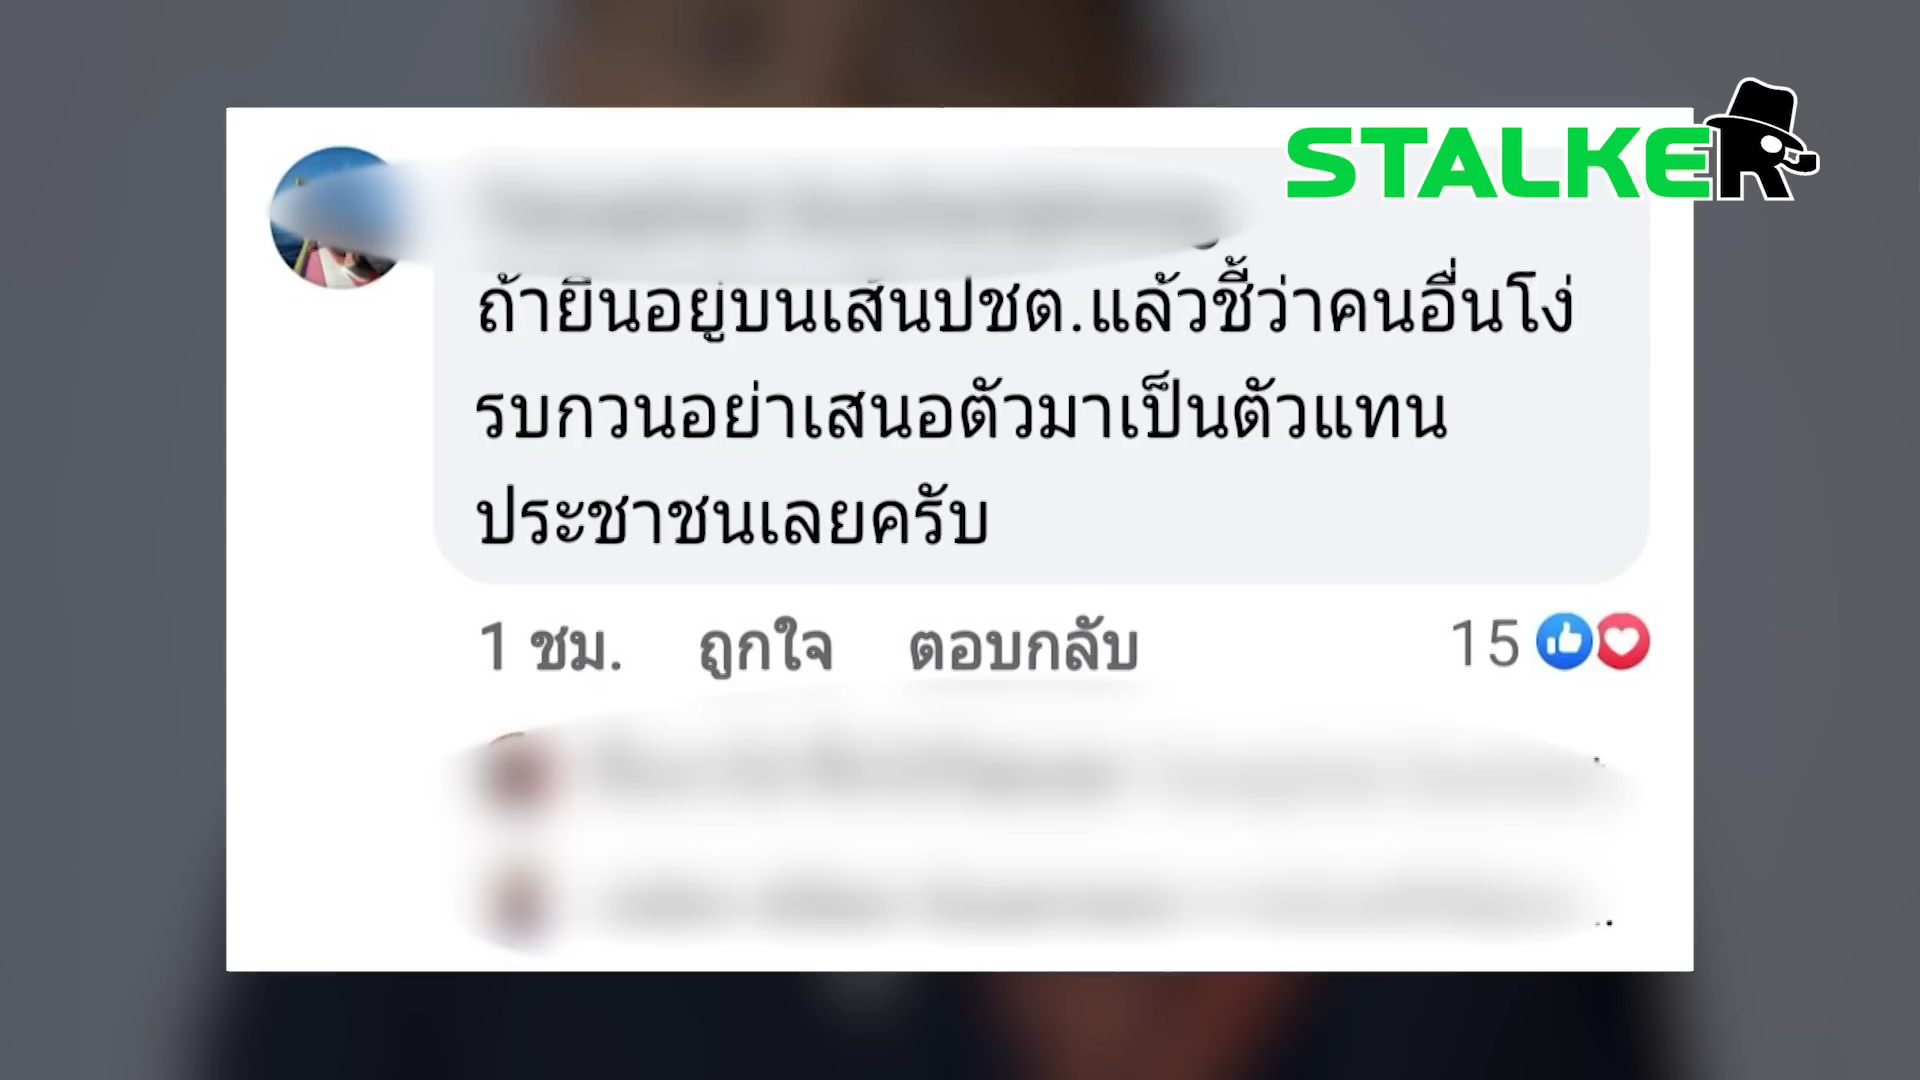 STALKER
ถ้ายืนอยู่บนเส้นปชต.แล้วชี้ว่าคนอื่นโง่
รบกวนอย่าเสนอตัวมาเป็นตัวแทน
ประชาชนเลยครับ
1 ชม. ถูกใจ ตอบกลับ 15